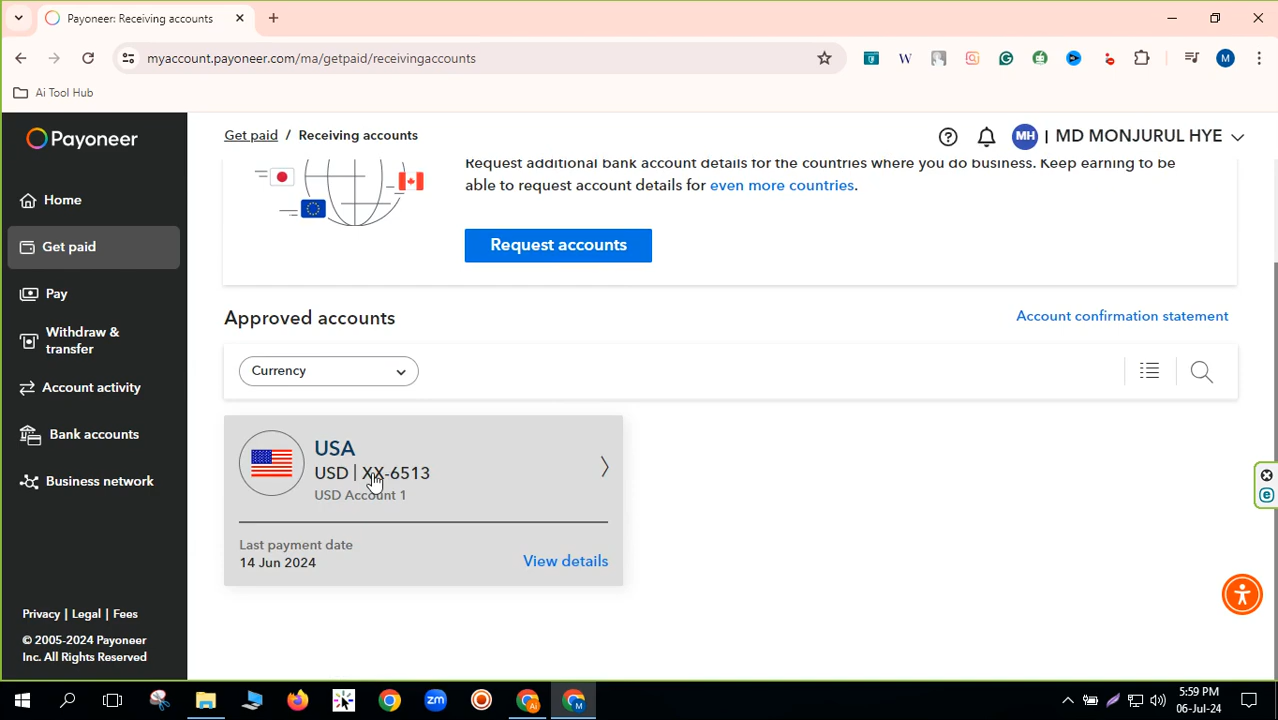 Payoneer: Receiving accounts
myaccount.payoneer.com/ma/getpaid/receivingaccounts
W
M
Ai Tool Hub
Payoneer
Get paid / Receiving accounts
MH | MD MONJURUL HYE
Home
Get paid
Pay
Withdraw &
transfer
Account activity
Bank accounts
Business network
Privacy | Legal | Fees
© 2005-2024 Payoneer
Inc. All Rights Reserved
Request additional bank account details for the countries where you do business. Keep earning to be
able to request account details for even more countries.
Request accounts
Approved accounts
Account confirmation statement
Currency
USA
USD | XX-6513
USD Account 1
Last payment date
14 Jun 2024
View details
zm
Ai
M
5:59 PM
06-Jul-24